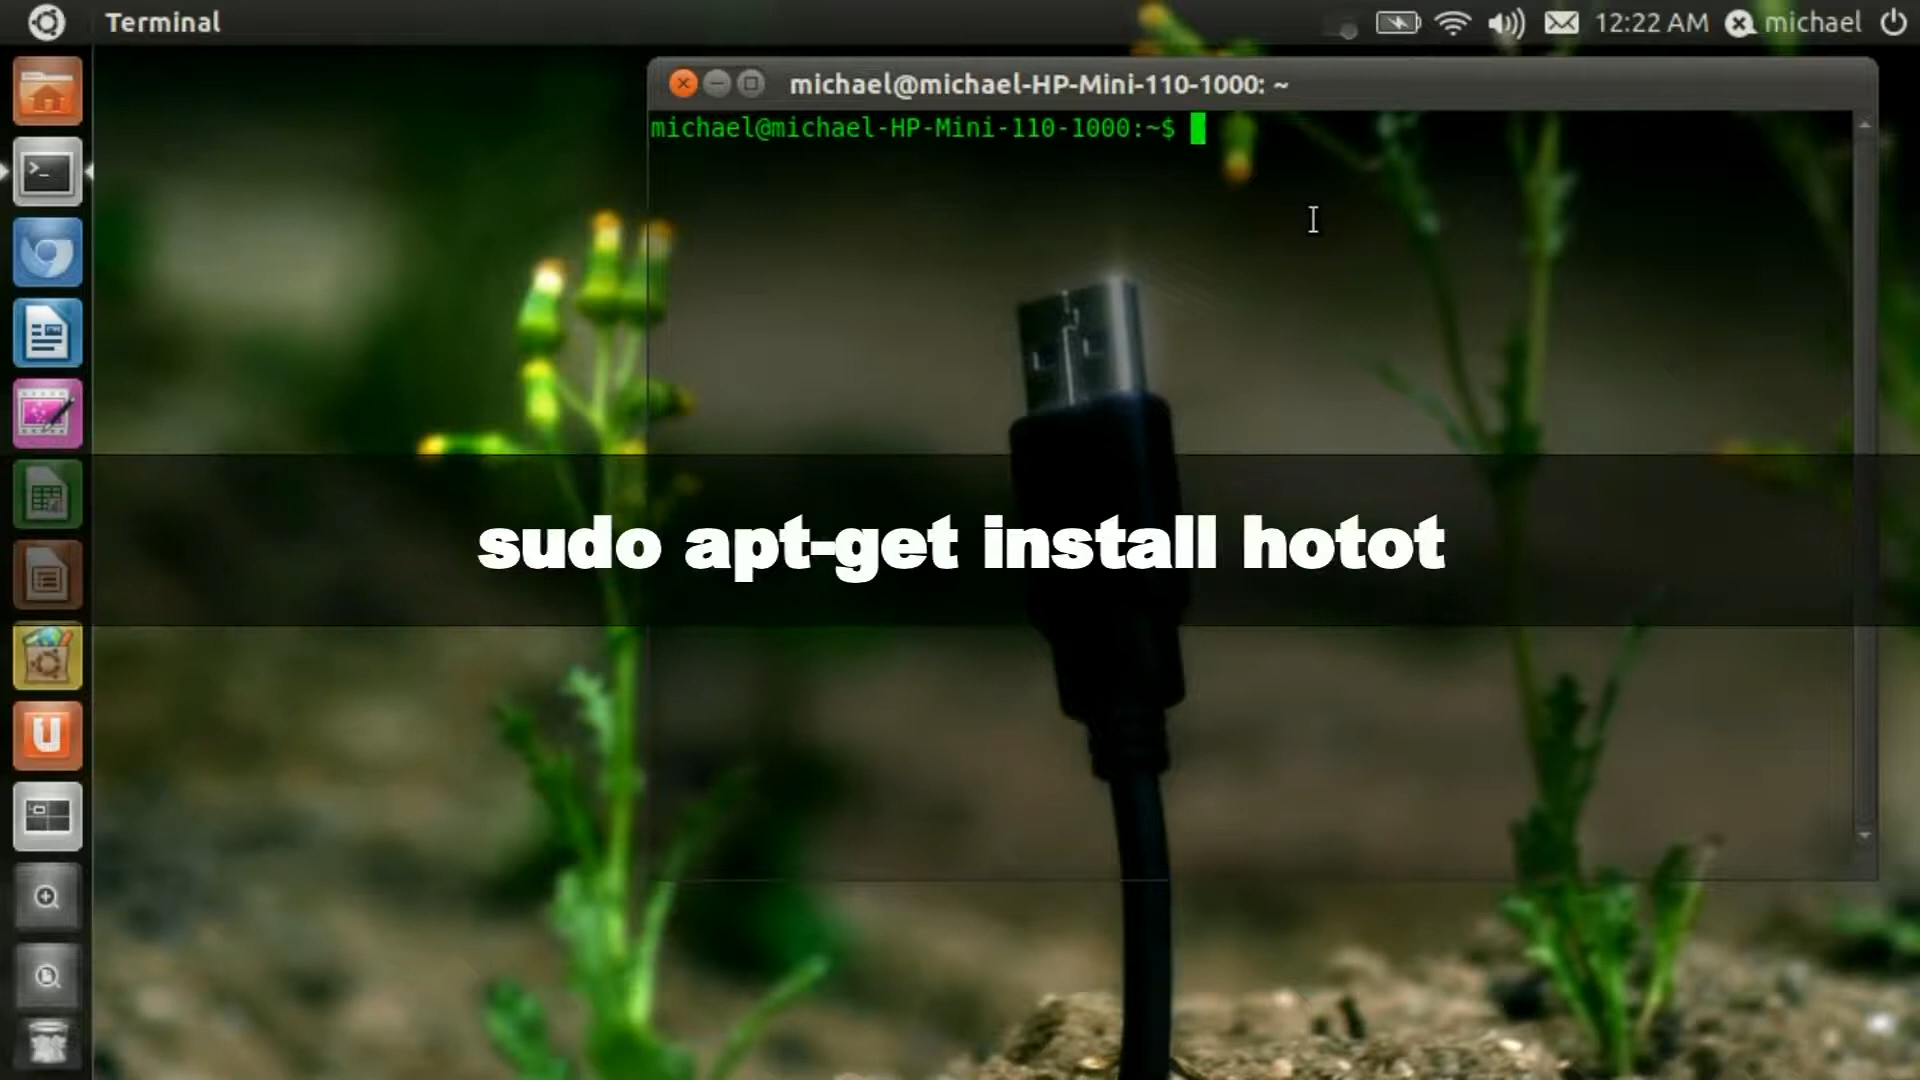 Terminal
12:22 AM
michael
michael@michael-HP-Mini-110-1000: ~
michael@michael-HP-Mini-110-1000:~$
sudo apt-get install hotot